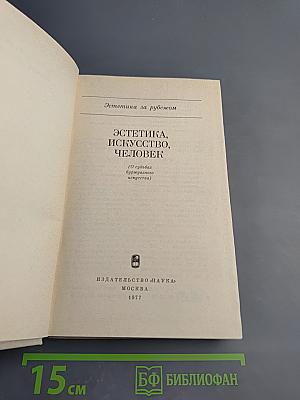 Эстетика за рубежом
ЭСТЕТИКА,
ИСКУССТВО,
ЧЕЛОВЕК
(О судьбах
буржуазного
искусства)
ИЗДАТЕЛЬСТВО «НАУКА»
МОСКВА
1977
15 см
БФ БИБЛИОФАН